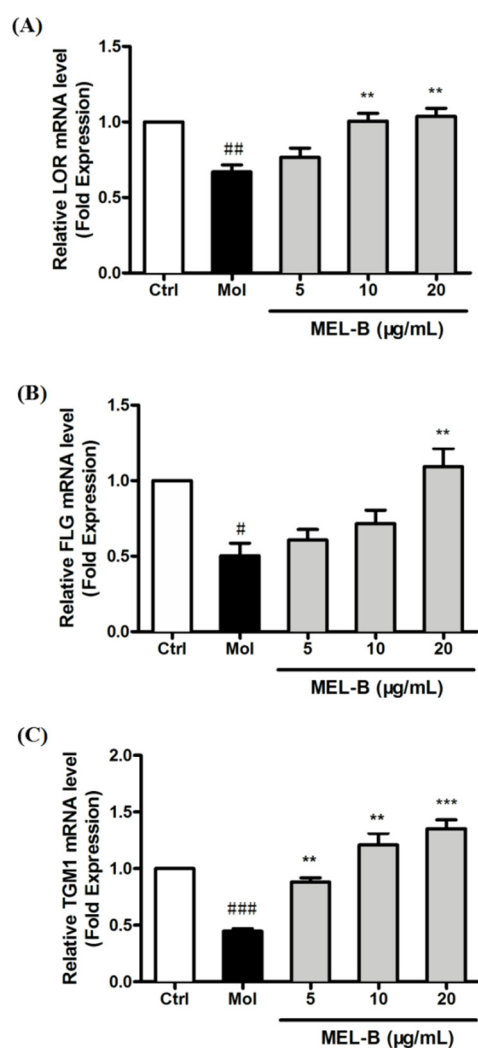 (A)
Relative LOR mRNA level
(Fold Expression)
1.5
1.0
0.5
0.0
##
**
**
Ctrl Mol 5 10 20
MEL-B (µg/mL)
(B)
Relative FLG mRNA level
(Fold Expression)
1.5
1.0
0.5
0.0
#
**
Ctrl Mol 5 10 20
MEL-B (µg/mL)
(C)
Relative TGM1 mRNA level
(Fold Expression)
2.0
1.5
1.0
0.5
0.0
###
**
**
***
Ctrl Mol 5 10 20
MEL-B (µg/mL)